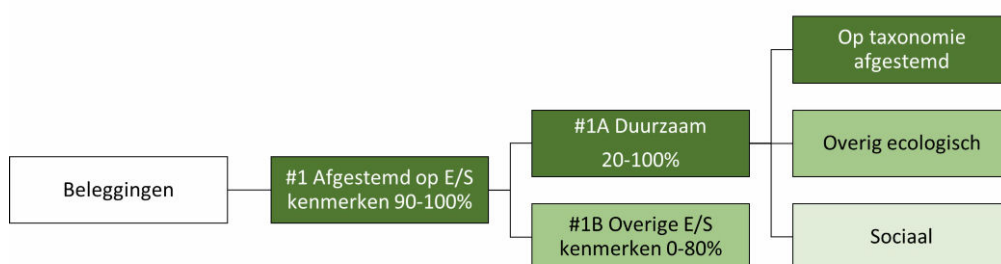 Beleggingen
#1 Afgestemd op E/S
kenmerken 90-100%
#1A Duurzaam
20-100%
#1B Overige E/S
kenmerken 0-80%
Op taxonomie
afgestemd
Overig ecologisch
Sociaal